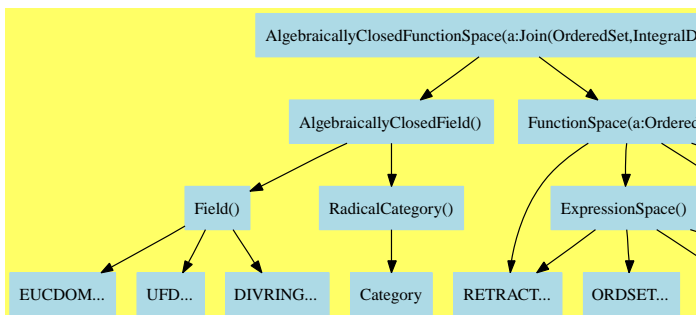 AlgebraicallyClosedFunctionSpace(a:Join(OrderedSet,IntegralD
AlgebraicallyClosedField()
FunctionSpace(a:Ordered
Field()
RadicalCategory()
ExpressionSpace()
EUCDOM...
UFD...
DIVRING...
Category
RETRACT...
ORDSET...